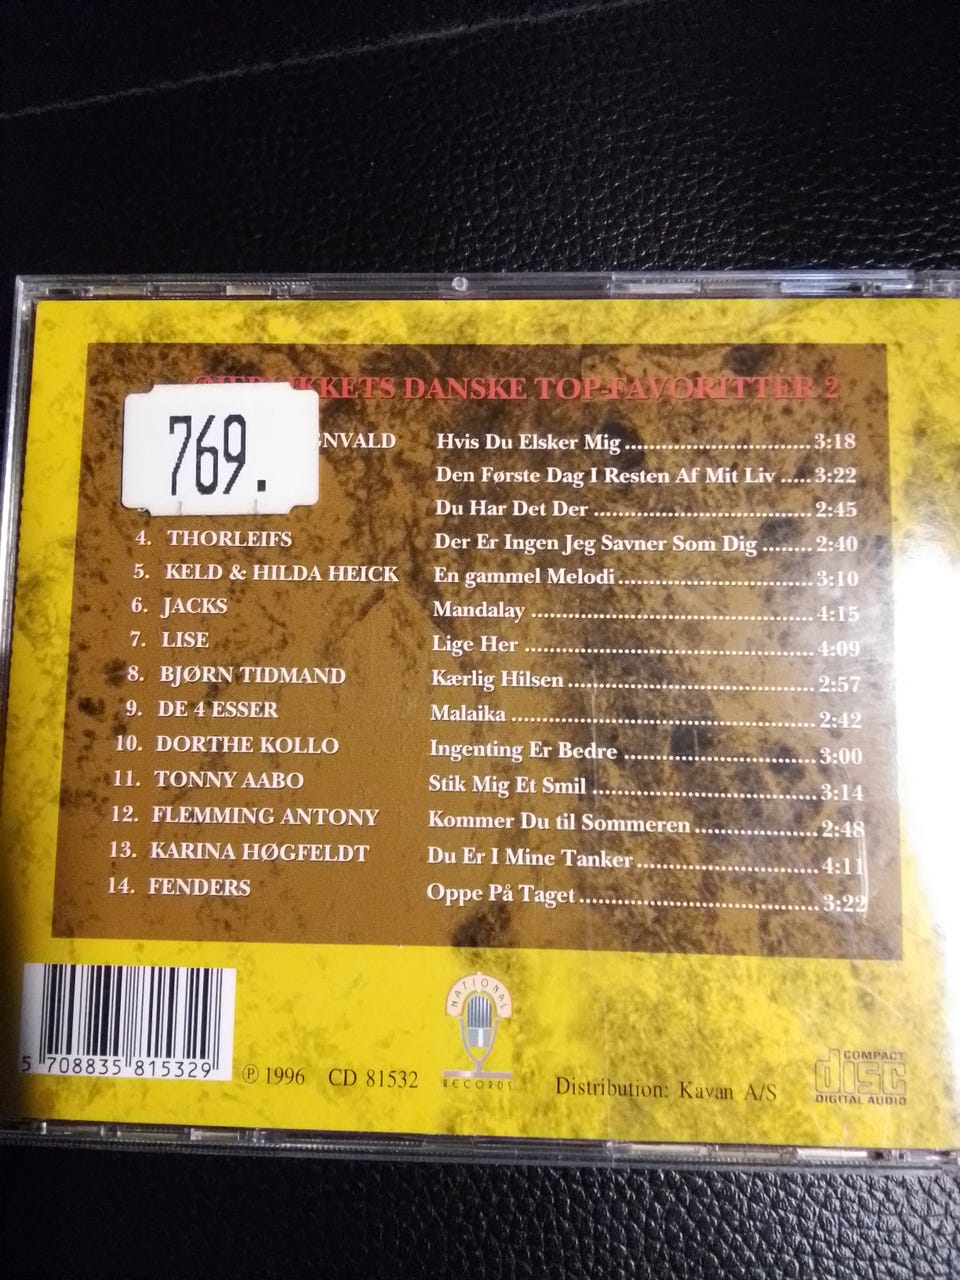 DANSKE TOP-FAVORITTER 2
769.
Hvis Du Elsker Mig 3:18
Den Første Dag I Resten Af Mit Liv 3:22
Du Har Det Der 2:45
4. THORLEIFS Der Er Ingen Jeg Savner Som Dig 2:40
5. KELD & HILDA HEICK En gammel Melodi 3:10
6. JACKS Mandalay 4:15
7. LISE Lige Her 4:09
8. BJØRN TIDMAND Kærlig Hilsen 2:57
9. DE 4 ESSER Malaika 2:42
10. DORTHE KOLLO Ingenting Er Bedre 3:00
11. TONNY AABO Stik Mig Et Smil 3:14
12. FLEMMING ANTONY Kommer Du til Sommeren 2:48
13. KARINA HØGFELDT Du Er I Mine Tanker 4:11
14. FENDERS Oppe På Taget 3:22
NATIONAL
RECORDS
5 708835 815329
℗ 1996 CD 81532
Distribution: Kavan A/S
COMPACT
disc
DIGITAL AUDIO